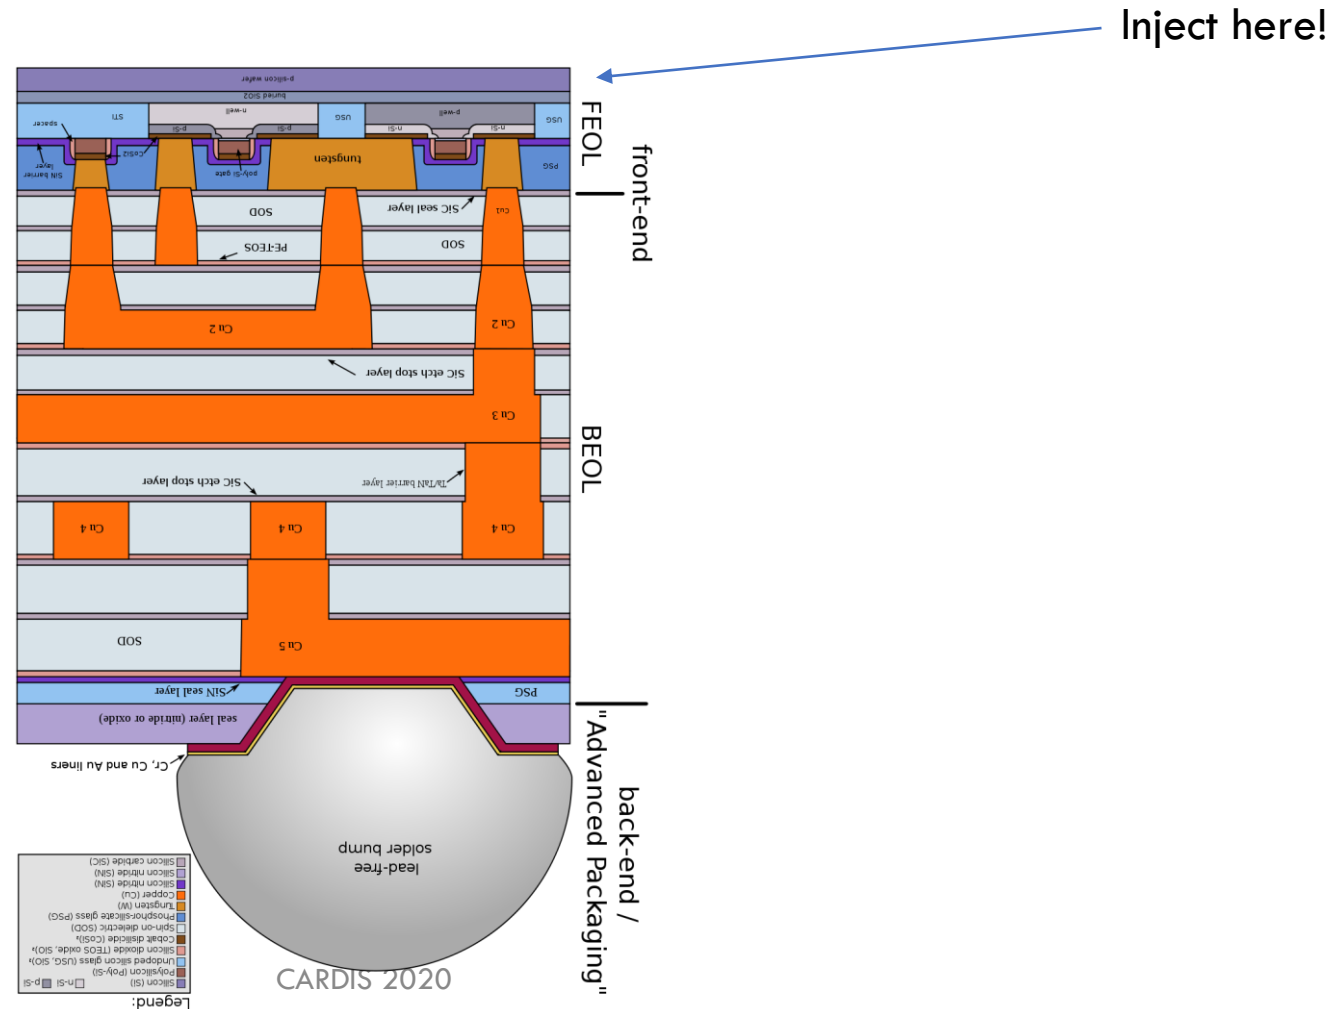 Inject here!
p-silicon wafer
buried SiO2
STI
n-well
USG
p-well
USG
spacer
p-Si
p-Si
n-Si
n-Si
CoSi2
SiN barrier
layer
poly-Si gate
tungsten
PSG
FEOL
front-end
SOD
SiC seal layer
Cu1
PE-TEOS
SOD
Cu 2
Cu 2
SiC etch stop layer
Cu 3
BEOL
SiC etch stop layer
Ta/TaN barrier layer
Cu 4
Cu 4
Cu 4
SOD
Cu 5
SiN seal layer
PSG
seal layer (nitride or oxide)
Cr, Cu and Au liners
lead-free
solder bump
back-end /
"Advanced Packaging"
Legend:
Silicon (Si)
n-Si
p-Si
Polysilicon (Poly-Si)
Undoped silicon glass (USG, SiO)₂
Silicon dioxide (TEOS oxide, SiO)₂
Cobalt disilicide (CoSi)₂
Spin-on dielectric (SOD)
Phosphor-silicate glass (PSG)
Tungsten (W)
Copper (Cu)
Silicon nitride (SiN)
Silicon nitride (SiN)
Silicon carbide (SiC)
CARDIS 2020